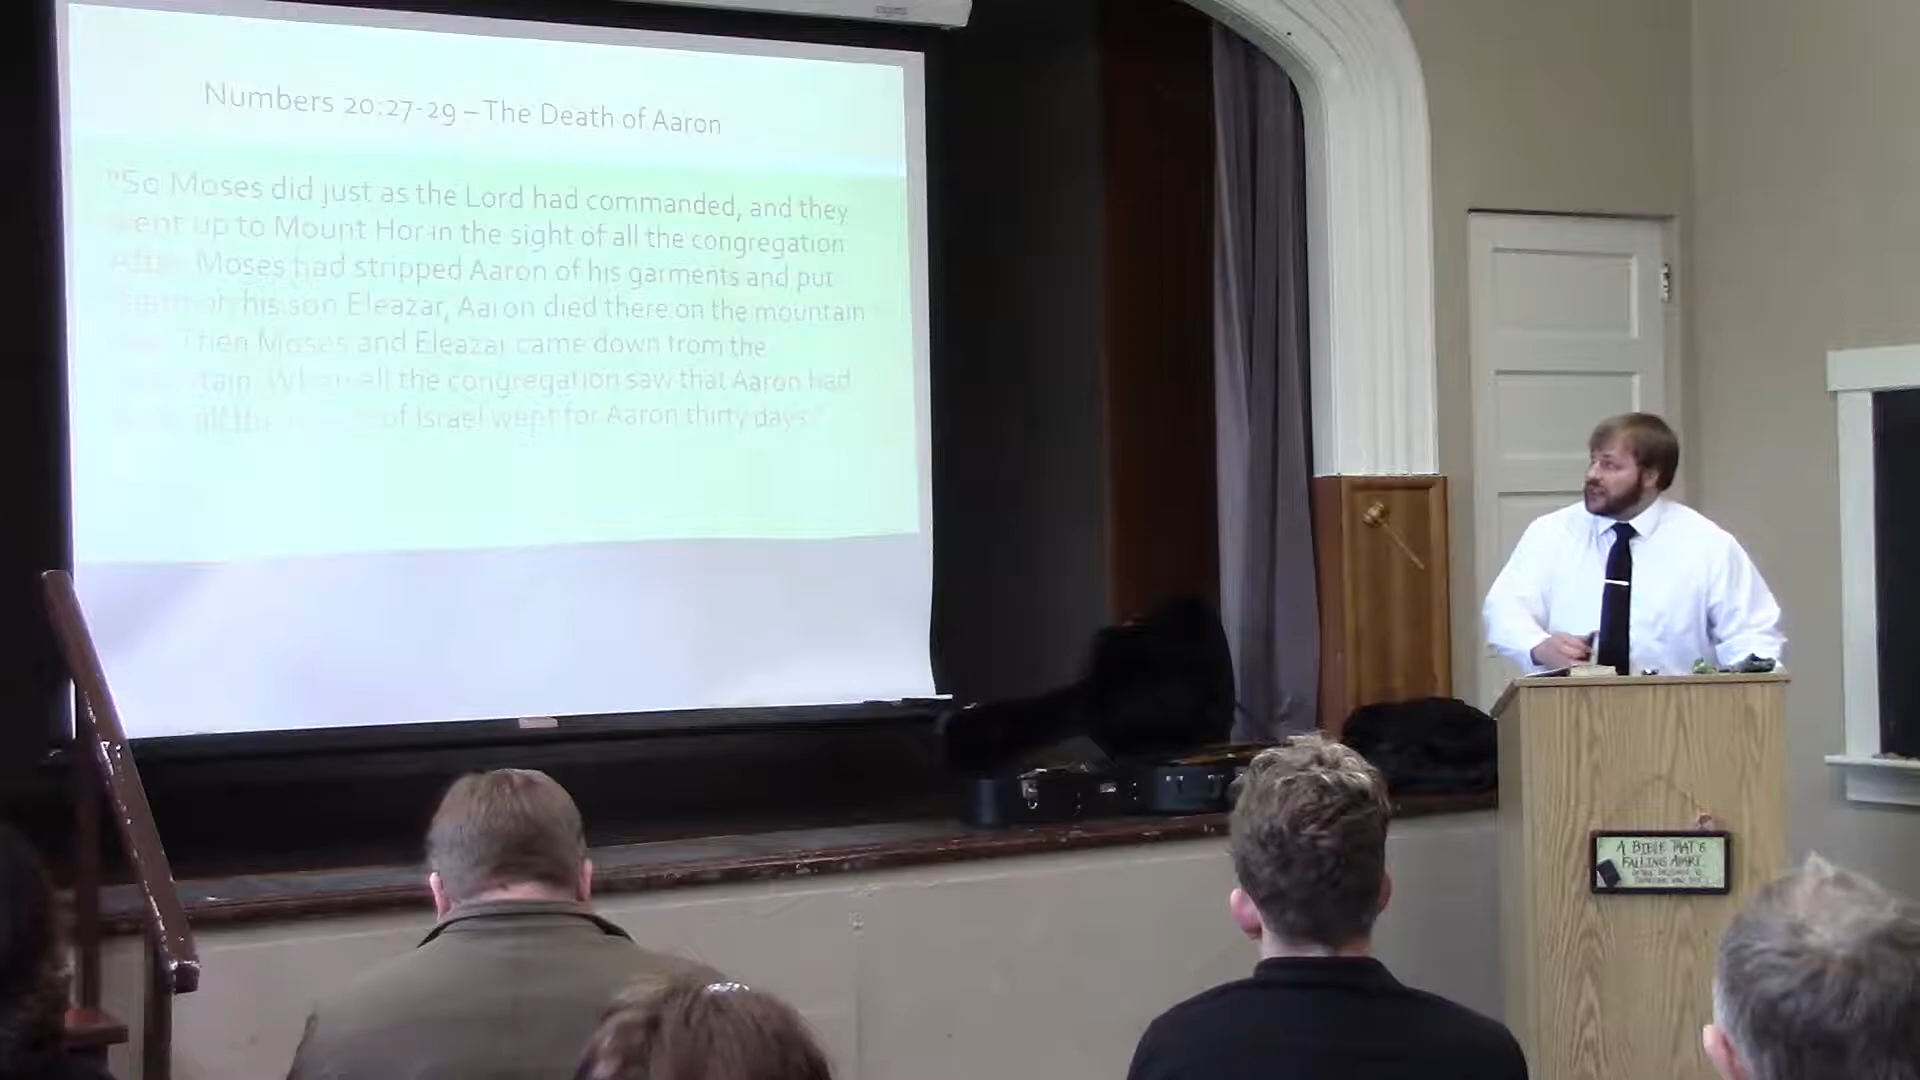 Numbers 20:27-29 – The Death of Aaron
"So Moses did just as the Lord had commanded, and they
went up to Mount Hor in the sight of all the congregation
After Moses had stripped Aaron of his garments and put
his son Eleazar, Aaron died there on the mountain
Then Moses and Eleazar came down from the
all the congregation saw that Aaron had
of Israel wept for Aaron thirty days."
A BIBLE THAT'S
FALLING APART